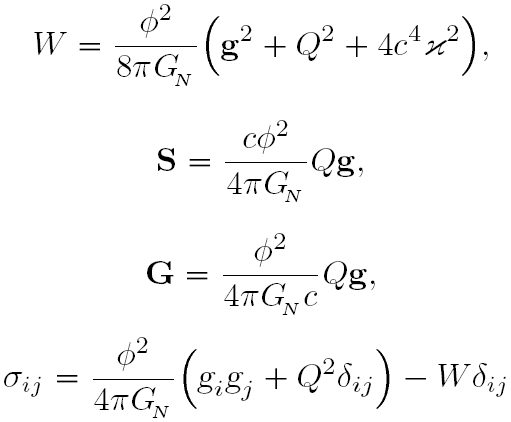 W = \frac{\phi^2}{8\pi G_N} \Big( \mathbf{g}^2 + Q^2 + 4c^4 \varkappa^2 \Big),
\mathbf{S} = \frac{c\phi^2}{4\pi G_N} Q\mathbf{g},
\mathbf{G} = \frac{\phi^2}{4\pi G_N c} Q\mathbf{g},
\sigma_{ij} = \frac{\phi^2}{4\pi G_N} \Big( g_i g_j + Q^2 \delta_{ij} \Big) - W\delta_{ij}